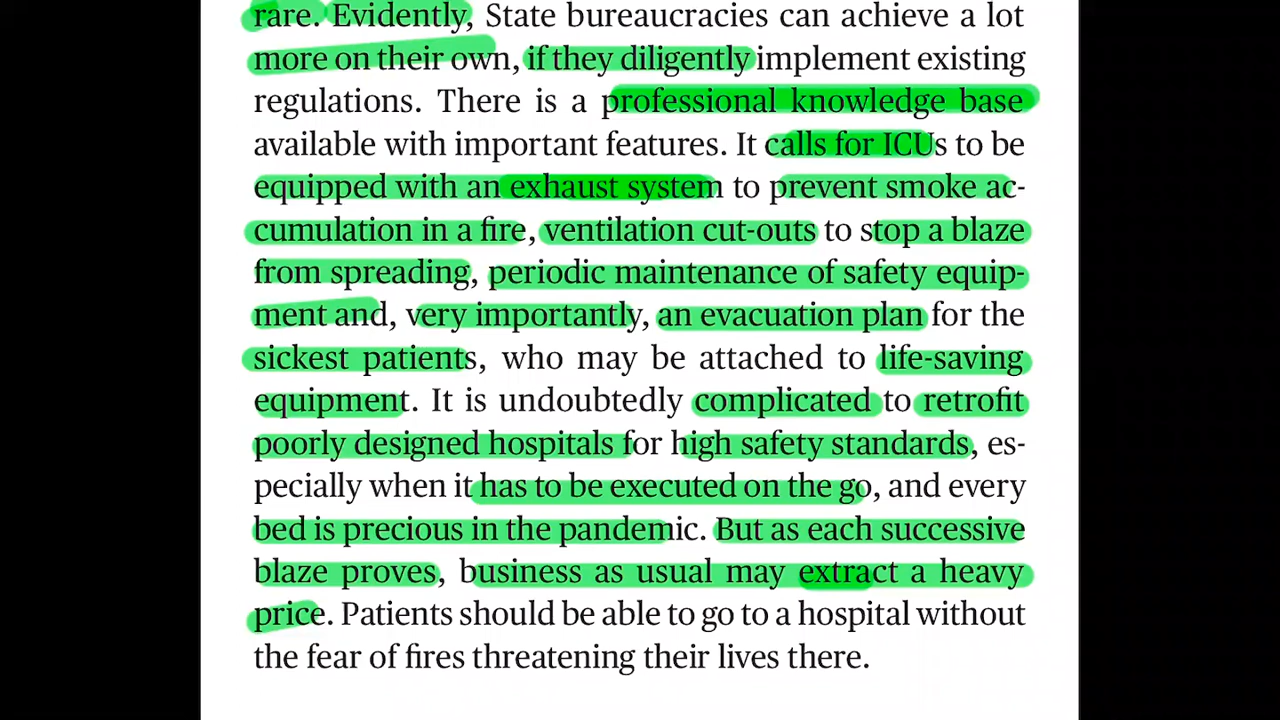 rare. Evidently, State bureaucracies can achieve a lot
more on their own, if they diligently implement existing
regulations. There is a professional knowledge base
available with important features. It calls for ICUs to be
equipped with an exhaust system to prevent smoke ac-
cumulation in a fire, ventilation cut-outs to stop a blaze
from spreading, periodic maintenance of safety equip-
ment and, very importantly, an evacuation plan for the
sickest patients, who may be attached to life-saving
equipment. It is undoubtedly complicated to retrofit
poorly designed hospitals for high safety standards, es-
pecially when it has to be executed on the go, and every
bed is precious in the pandemic. But as each successive
blaze proves, business as usual may extract a heavy
price. Patients should be able to go to a hospital without
the fear of fires threatening their lives there.